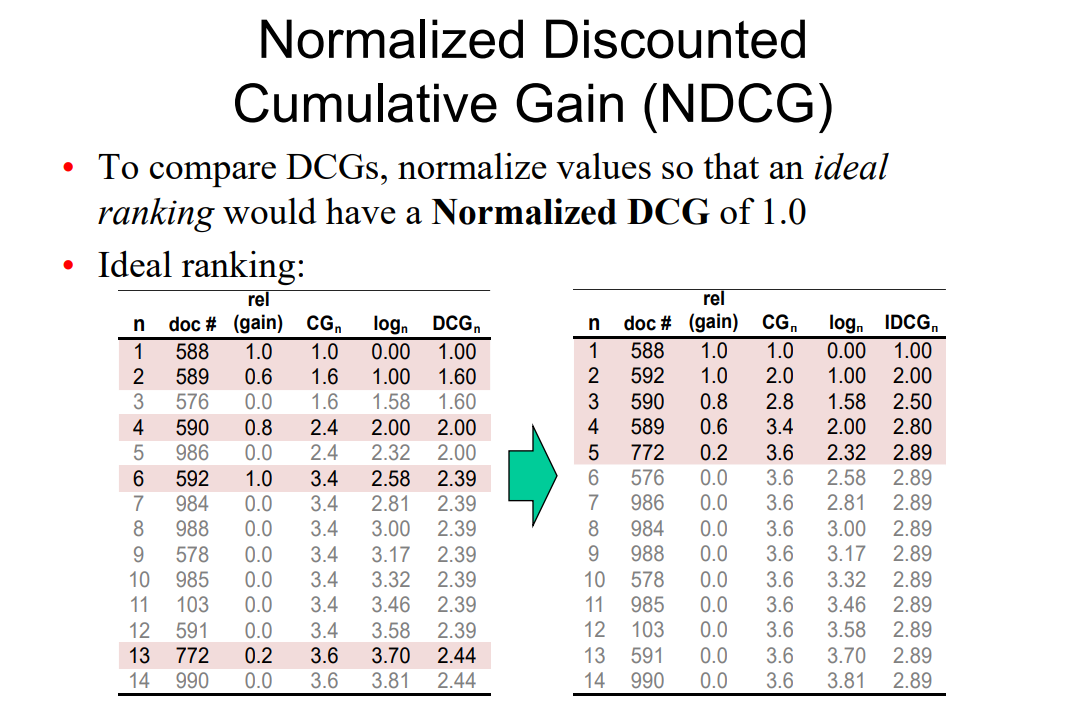 Normalized Discounted
Cumulative Gain (NDCG)
• To compare DCGs, normalize values so that an ideal
ranking would have a Normalized DCG of 1.0
• Ideal ranking:
n doc # rel (gain) CGn logn DCGn
1 588 1.0 1.0 0.00 1.00
2 589 0.6 1.6 1.00 1.60
3 576 0.0 1.6 1.58 1.60
4 590 0.8 2.4 2.00 2.00
5 986 0.0 2.4 2.32 2.00
6 592 1.0 3.4 2.58 2.39
7 984 0.0 3.4 2.81 2.39
8 988 0.0 3.4 3.00 2.39
9 578 0.0 3.4 3.17 2.39
10 985 0.0 3.4 3.32 2.39
11 103 0.0 3.4 3.46 2.39
12 591 0.0 3.4 3.58 2.39
13 772 0.2 3.6 3.70 2.44
14 990 0.0 3.6 3.81 2.44
n doc # rel (gain) CGn logn IDCGn
1 588 1.0 1.0 0.00 1.00
2 592 1.0 2.0 1.00 2.00
3 590 0.8 2.8 1.58 2.50
4 589 0.6 3.4 2.00 2.80
5 772 0.2 3.6 2.32 2.89
6 576 0.0 3.6 2.58 2.89
7 986 0.0 3.6 2.81 2.89
8 984 0.0 3.6 3.00 2.89
9 988 0.0 3.6 3.17 2.89
10 578 0.0 3.6 3.32 2.89
11 985 0.0 3.6 3.46 2.89
12 103 0.0 3.6 3.58 2.89
13 591 0.0 3.6 3.70 2.89
14 990 0.0 3.6 3.81 2.89